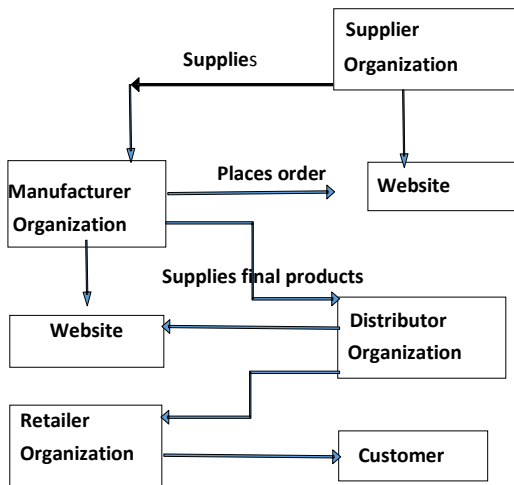 Supplier
Organization
Supplies
Places order
Website
Manufacturer
Organization
Supplies final products
Website
Distributor
Organization
Retailer
Organization
Customer